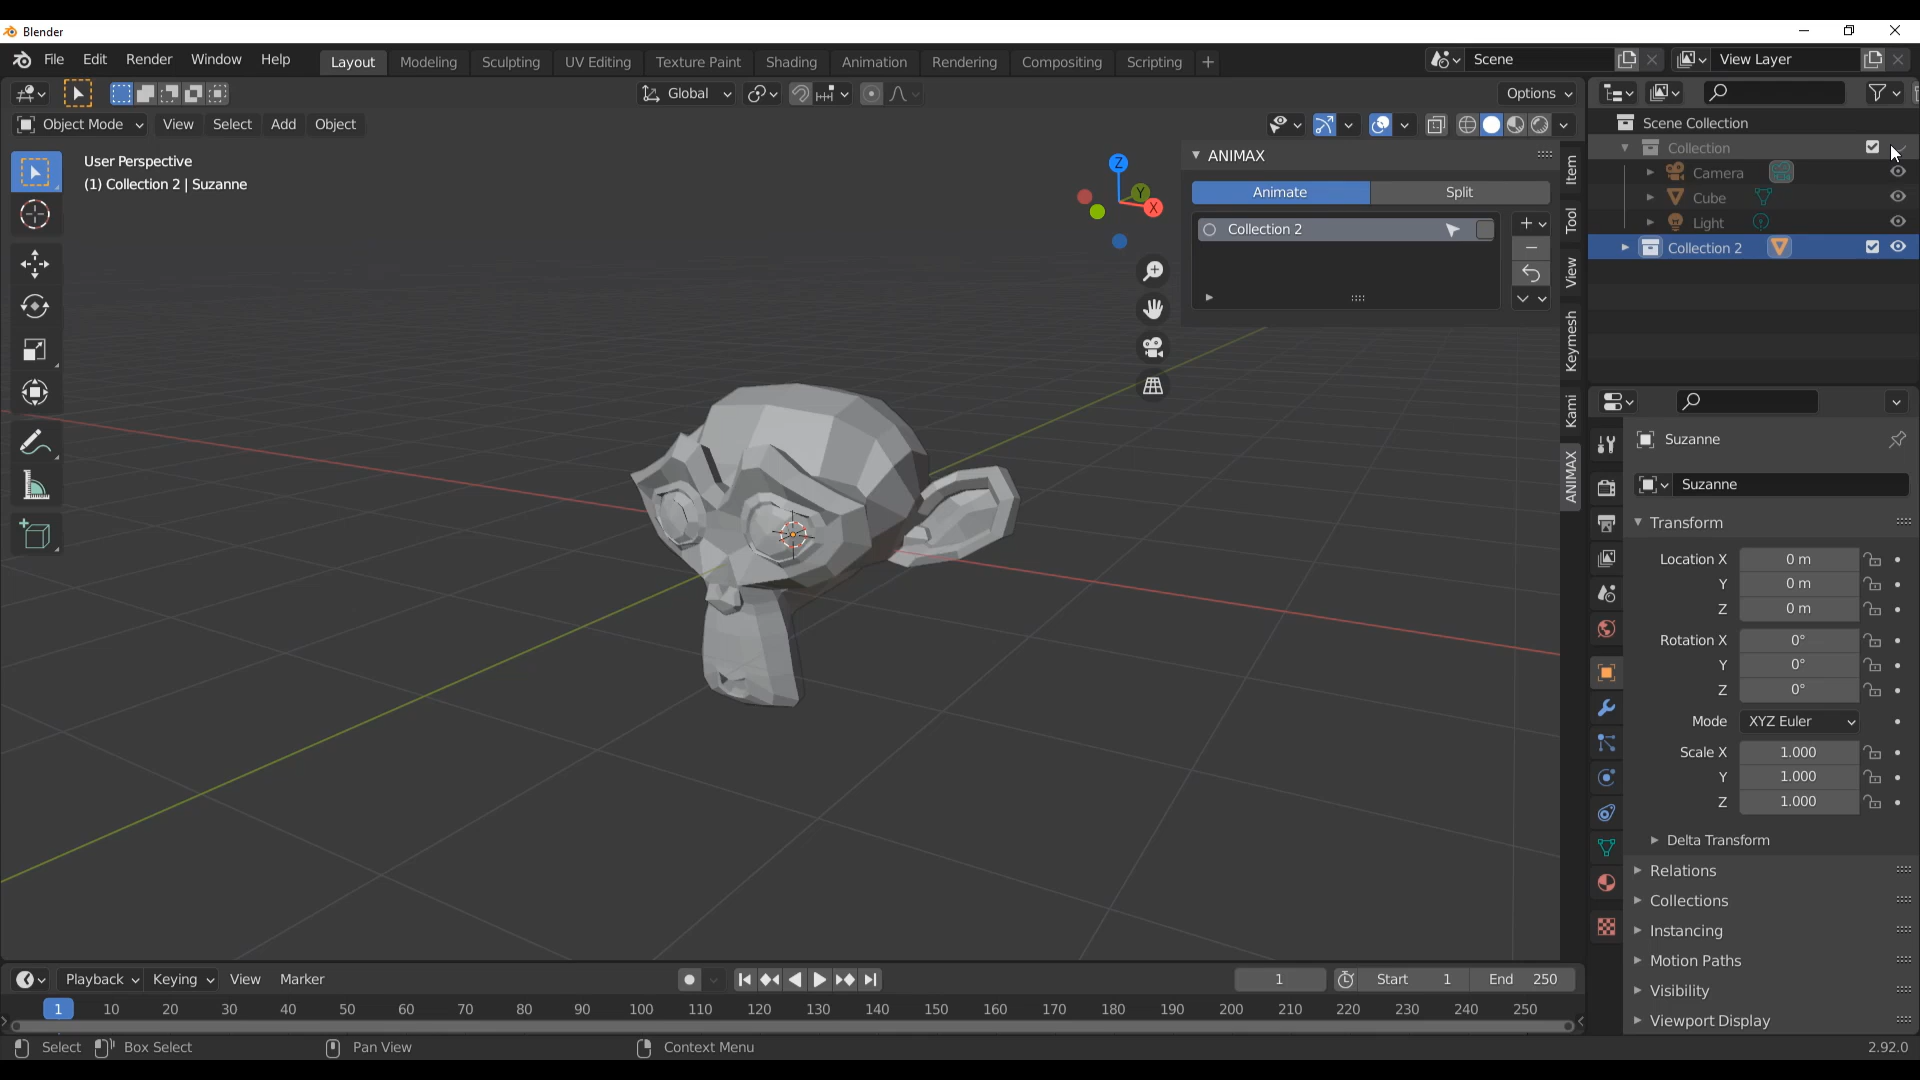 Blender
File Edit Render Window Help
Layout Modeling Sculpting UV Editing Texture Paint Shading Animation Rendering Compositing Scripting +
Scene
View Layer
Global
Options
Object Mode View Select Add Object
User Perspective
(1) Collection 2 | Suzanne
Z
Y
X
ANIMAX
Animate Split
Collection 2
Item
Tool
View
Keymesh
Kami
ANIMAX
Scene Collection
Collection
Camera
Cube
Light
Collection 2
Suzanne
Suzanne
Transform
Location X 0 m
Y 0 m
Z 0 m
Rotation X 0°
Y 0°
Z 0°
Mode XYZ Euler
Scale X 1.000
Y 1.000
Z 1.000
Delta Transform
Relations
Collections
Instancing
Motion Paths
Visibility
Viewport Display
Playback Keying View Marker
1
Start 1
End 250
1 10 20 30 40 50 60 70 80 90 100 110 120 130 140 150 160 170 180 190 200 210 220 230 240 250
Select Box Select Pan View Context Menu
2.92.0